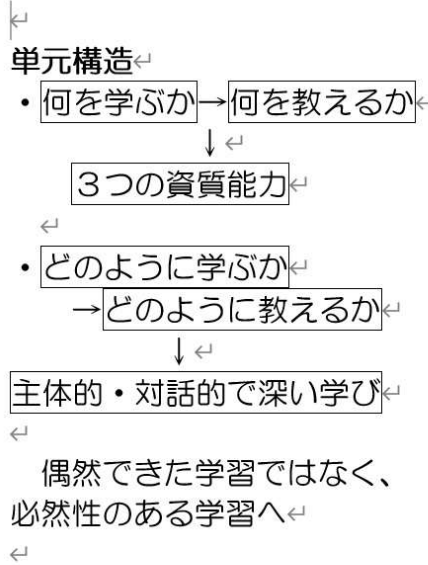 単元構造
・何を学ぶか→何を教えるか
↓
３つの資質能力
・どのように学ぶか
→どのように教えるか
↓
主体的・対話的で深い学び
偶然できた学習ではなく、
必然性のある学習へ